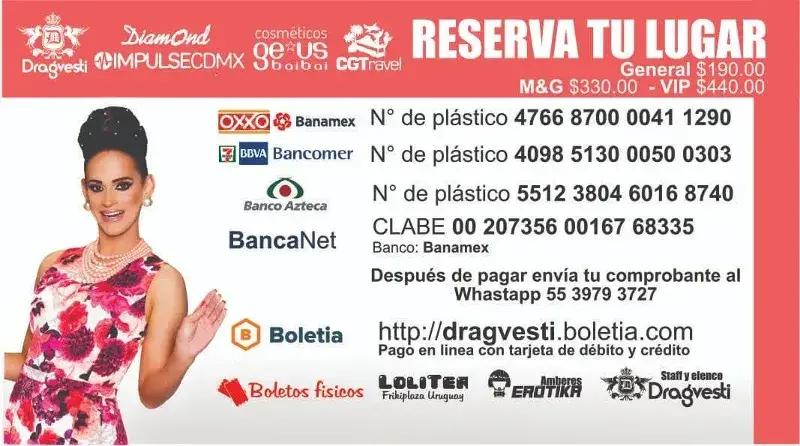 Dragvesti
DiamOnd
IMPULSECDMX
cosméticos
ge*us
baibai
CGTravel
RESERVA TU LUGAR
General $190.00
M&G $330.00 - VIP $440.00
OXXO Banamex N° de plástico 4766 8700 0041 1290
7 ELEVEN BBVA Bancomer N° de plástico 4098 5130 0050 0303
Banco Azteca N° de plástico 5512 3804 6016 8740
BancaNet CLABE 00 207356 00167 68335
Banco: Banamex
Después de pagar envía tu comprobante al
Whastapp 55 3979 3727
B Boletia http://dragvesti.boletia.com
Pago en linea con tarjeta de débito y crédito
Boletos fisicos
LOLITER
Frikiplaza Uruguay
Amberes
EROTIKA
Staff y elenco
Dragvesti